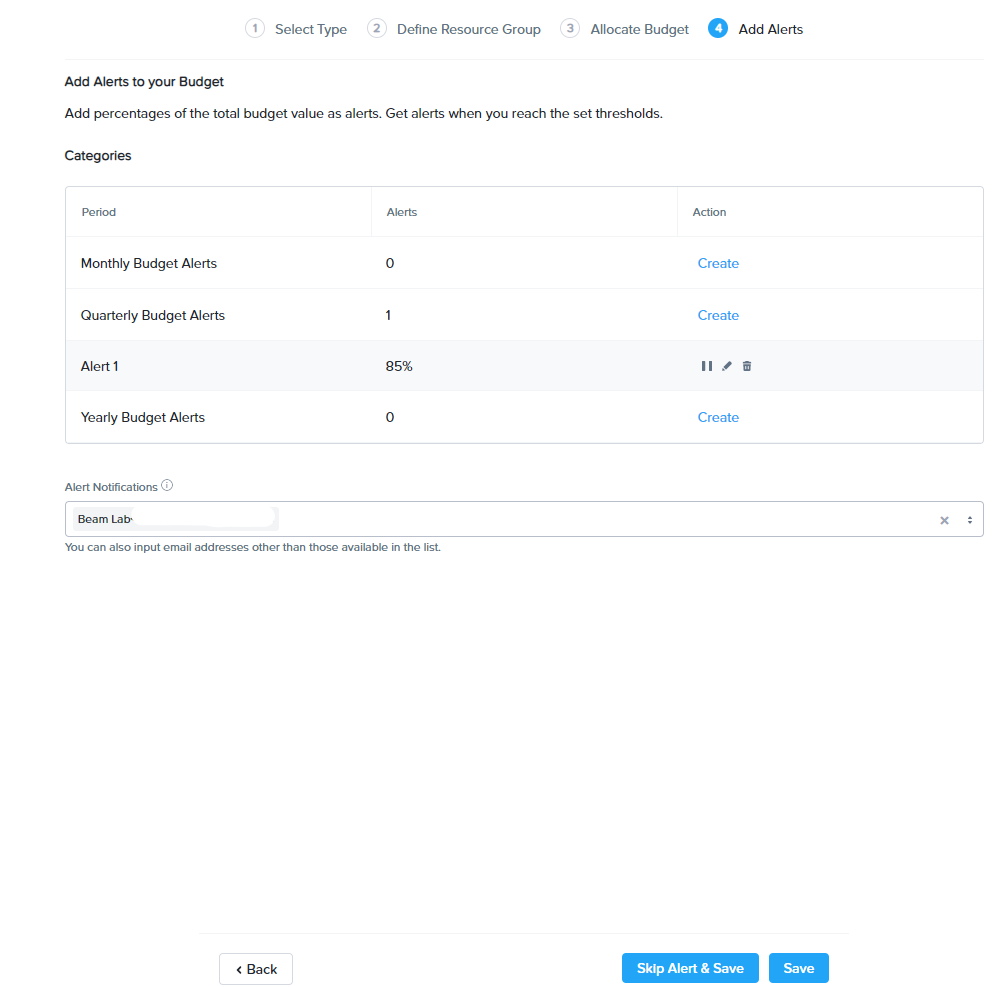 1 Select Type 2 Define Resource Group 3 Allocate Budget 4 Add Alerts
Add Alerts to your Budget
Add percentages of the total budget value as alerts. Get alerts when you reach the set thresholds.
Categories
Period Alerts Action
Monthly Budget Alerts 0 Create
Quarterly Budget Alerts 1 Create
Alert 1 85%
Yearly Budget Alerts 0 Create
Alert Notifications
Beam Lab
You can also input email addresses other than those available in the list.
Back Skip Alert & Save Save